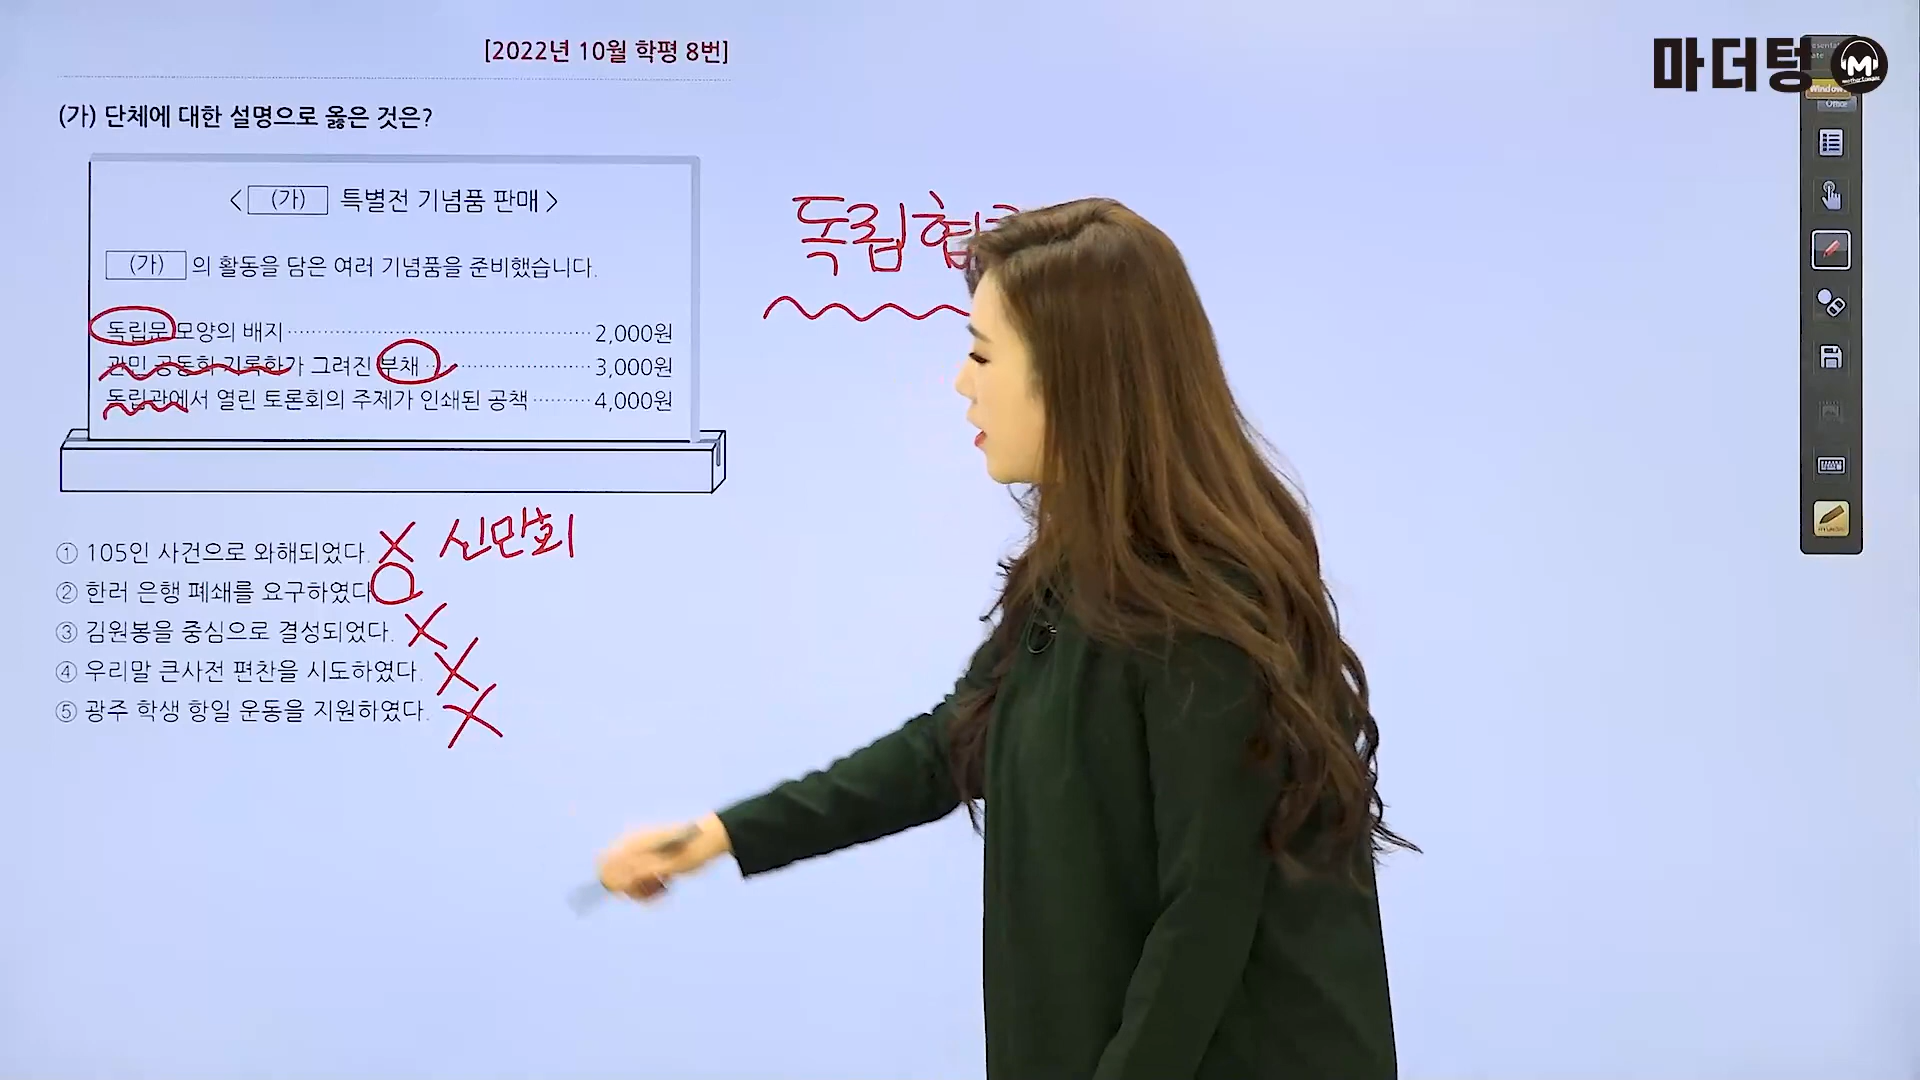 [2022년 10월 학평 8번]
마더텅
(가) 단체에 대한 설명으로 옳은 것은?
< (가) 특별전 기념품 판매 >
(가) 의 활동을 담은 여러 기념품을 준비했습니다.
독립문 모양의 배지 2,000원
관민 공동회 기록화가 그려진 부채 3,000원
독립관에서 열린 토론회의 주제가 인쇄된 공책 4,000원
독립협
① 105인 사건으로 와해되었다. 신만회
② 한러 은행 폐쇄를 요구하였다
③ 김원봉을 중심으로 결성되었다.
④ 우리말 큰사전 편찬을 시도하였다.
⑤ 광주 학생 항일 운동을 지원하였다.
Windows
Office